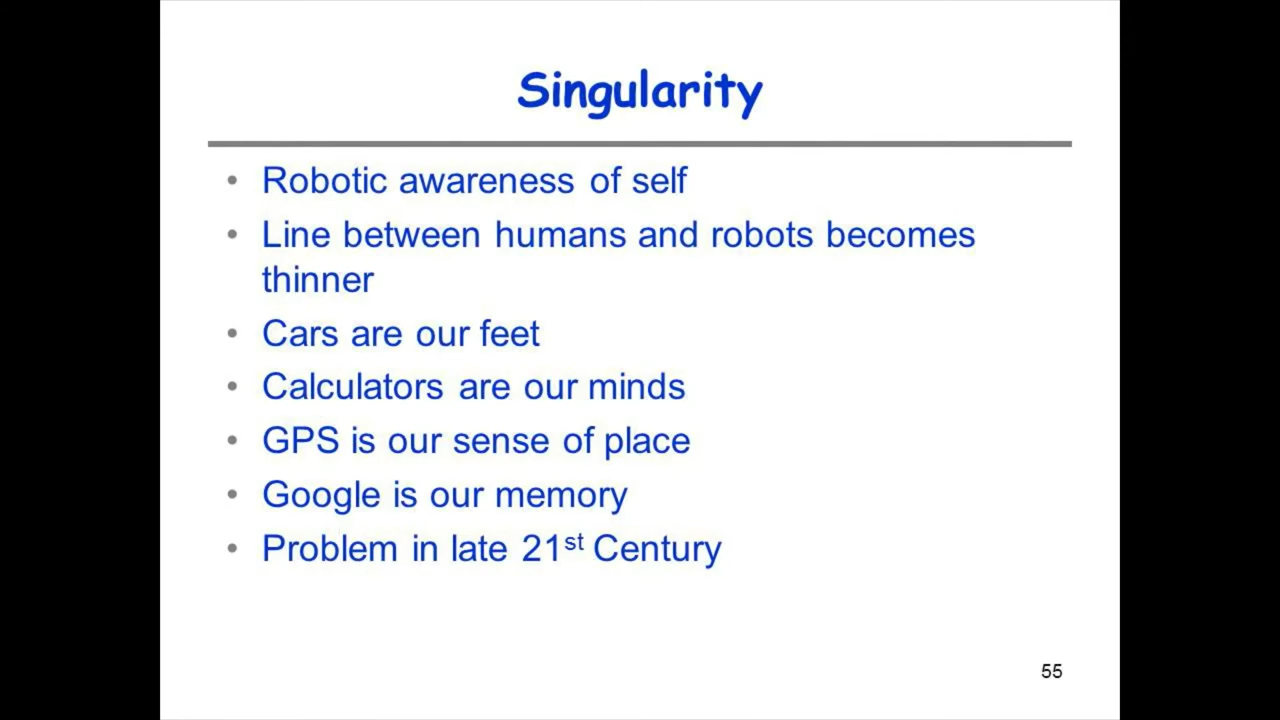 Singularity
• Robotic awareness of self
• Line between humans and robots becomes
thinner
• Cars are our feet
• Calculators are our minds
• GPS is our sense of place
• Google is our memory
• Problem in late 21st Century
55